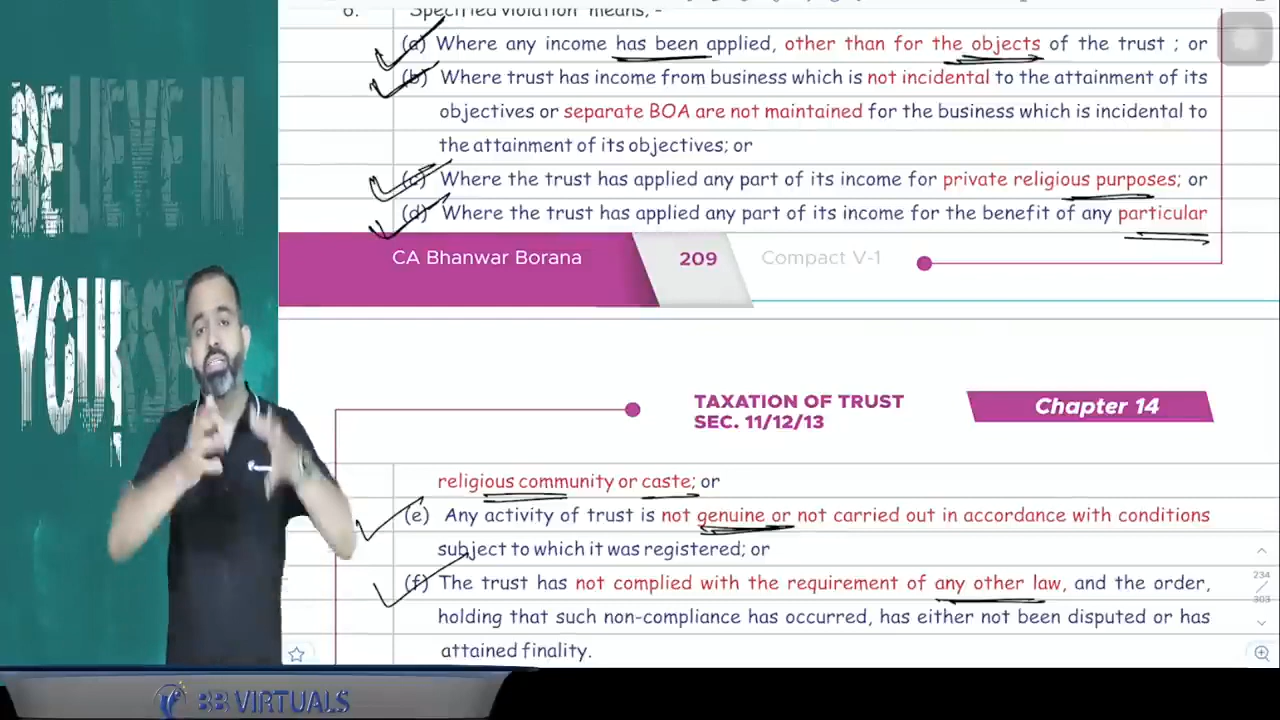 6. Specified violation means, -
(a) Where any income has been applied, other than for the objects of the trust ; or
(b) Where trust has income from business which is not incidental to the attainment of its
objectives or separate BOA are not maintained for the business which is incidental to
the attainment of its objectives; or
(c) Where the trust has applied any part of its income for private religious purposes; or
(d) Where the trust has applied any part of its income for the benefit of any particular
CA Bhanwar Borana 209 Compact V-1
TAXATION OF TRUST
SEC. 11/12/13
Chapter 14
religious community or caste; or
(e) Any activity of trust is not genuine or not carried out in accordance with conditions
subject to which it was registered; or
(f) The trust has not complied with the requirement of any other law, and the order,
holding that such non-compliance has occurred, has either not been disputed or has
attained finality.
234
303
BELIEVE IN
YOURSELF
BB VIRTUALS